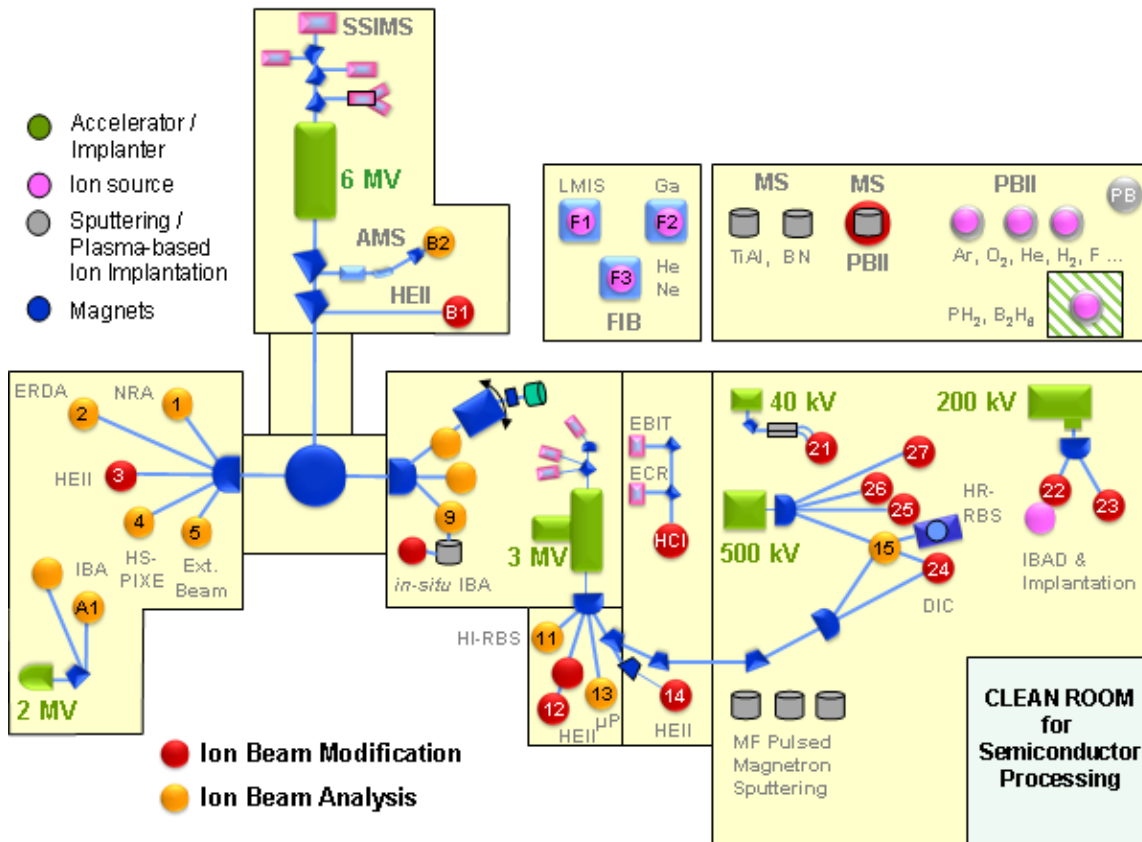 SSIMS
Accelerator /
Implanter
Ion source
Sputtering /
Plasma-based
Ion Implantation
Magnets
6 MV
AMS
B2
HEII
B1
LMIS
Ga
F1
F2
F3
He
Ne
FIB
MS
MS
PBII
PB
TiAl, BN
PBII
Ar, O₂, He, H₂, F ...
PH₂, B₂H₆
ERDA
NRA
2
1
HEII
3
4
5
HS-
PIXE
Ext.
Beam
IBA
A1
2 MV
9
in-situ IBA
3 MV
EBIT
ECR
HCI
40 kV
21
200 kV
27
26
25
HR-
RBS
22
23
500 kV
15
24
IBAD &
Implantation
DIC
HI-RBS
11
12
13
14
HEII
µP
HEII
MF Pulsed
Magnetron
Sputtering
CLEAN ROOM
for
Semiconductor
Processing
Ion Beam Modification
Ion Beam Analysis